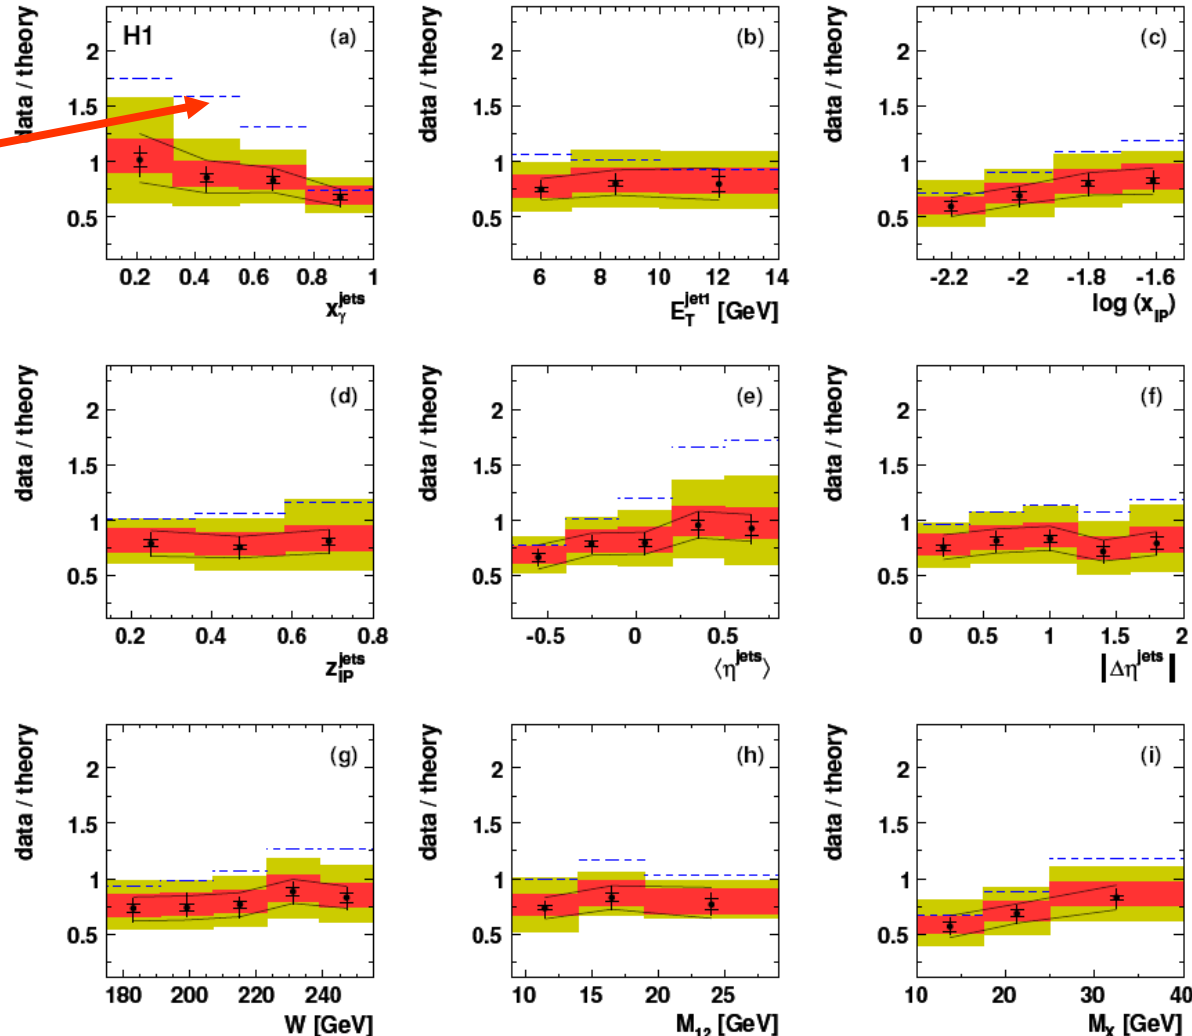 data / theory
H1
(a)
2
1.5
1
0.5
0.2 0.4 0.6 0.8 1
x_γ^jets
data / theory
(b)
2
1.5
1
0.5
6 8 10 12 14
E_T^jet1 [GeV]
data / theory
(c)
2
1.5
1
0.5
-2.2 -2 -1.8 -1.6
log (x_IP)
data / theory
(d)
2
1.5
1
0.5
0.2 0.4 0.6 0.8
z_IP^jets
data / theory
(e)
2
1.5
1
0.5
-0.5 0 0.5
⟨η^jets⟩
data / theory
(f)
2
1.5
1
0.5
0 0.5 1 1.5 2
|Δη^jets|
data / theory
(g)
2
1.5
1
0.5
180 200 220 240
W [GeV]
data / theory
(h)
2
1.5
1
0.5
10 15 20 25
M_12 [GeV]
data / theory
(i)
2
1.5
1
0.5
10 20 30 40
M_X [GeV]